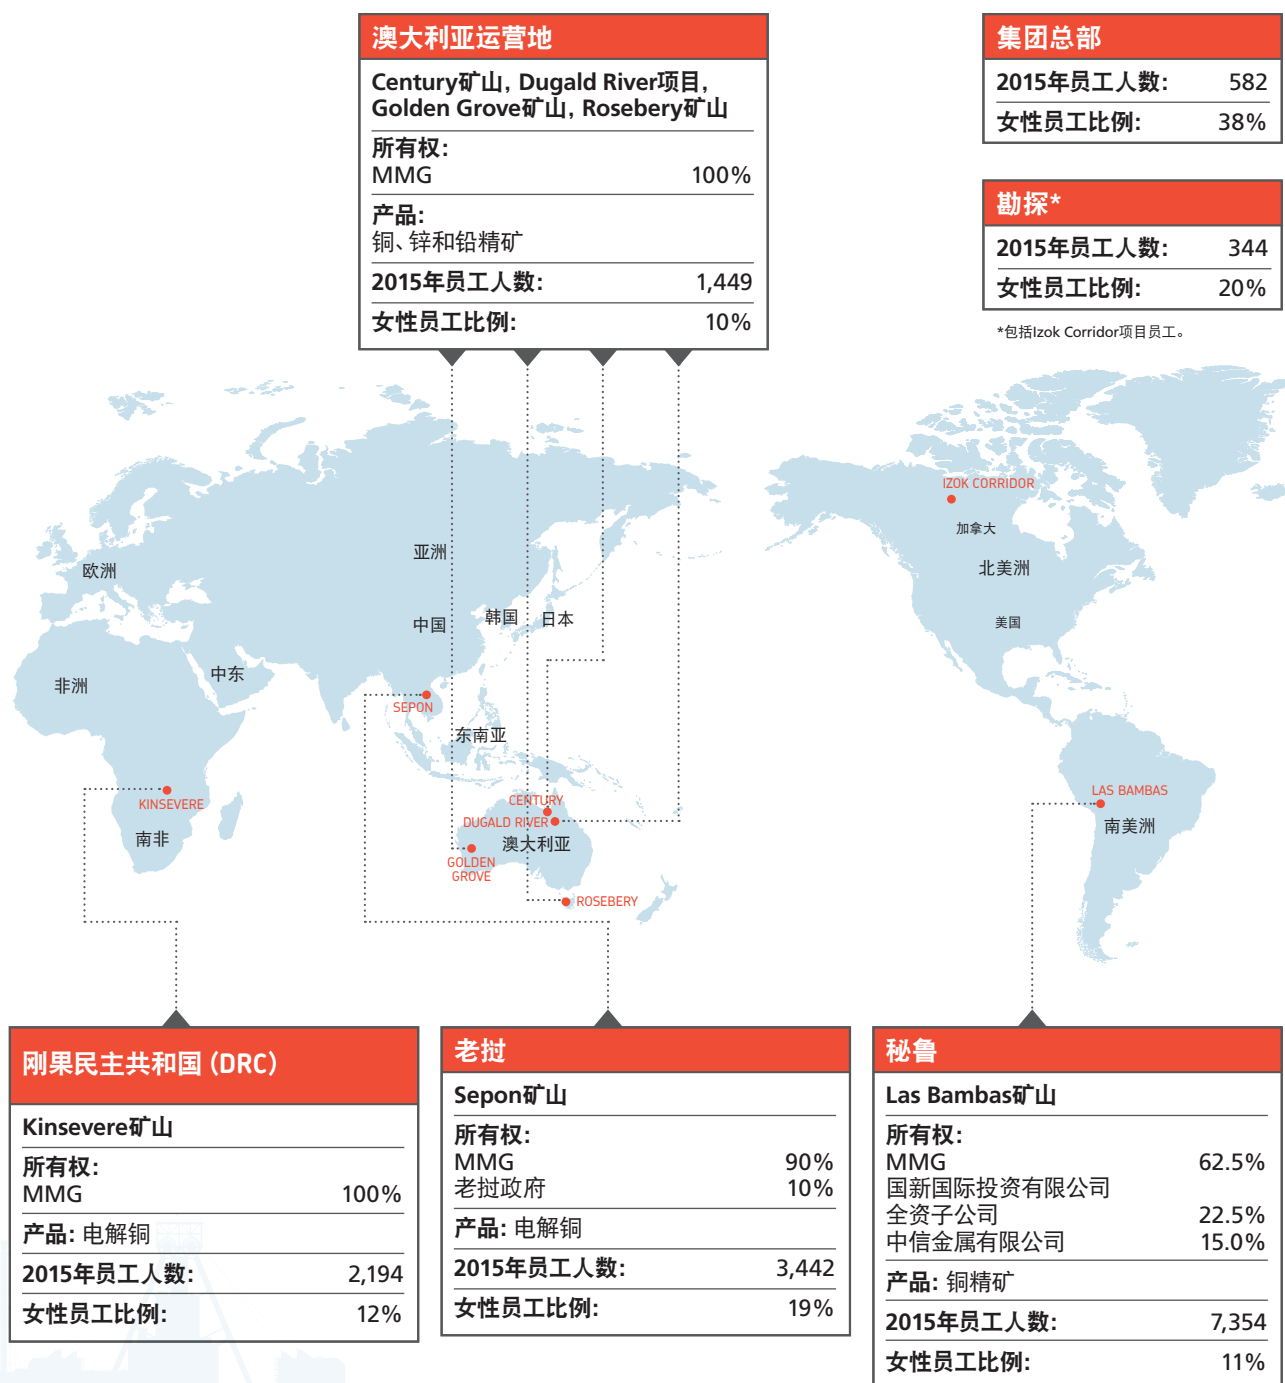 澳大利亚运营地
Century矿山, Dugald River项目,
Golden Grove矿山, Rosebery矿山
所有权:
MMG 100%
产品:
铜、锌和铅精矿
2015年员工人数: 1,449
女性员工比例: 10%
集团总部
2015年员工人数: 582
女性员工比例: 38%
勘探*
2015年员工人数: 344
女性员工比例: 20%
*包括Izok Corridor项目员工。
IZOK CORRIDOR
加拿大
北美洲
美国
亚洲
欧洲
中国
韩国
日本
中东
非洲
SEPON
东南亚
KINSEVERE
南非
CENTURY
DUGALD RIVER
澳大利亚
GOLDEN
GROVE
ROSEBERY
LAS BAMBAS
南美洲
刚果民主共和国 (DRC)
Kinsevere矿山
所有权:
MMG 100%
产品: 电解铜
2015年员工人数: 2,194
女性员工比例: 12%
老挝
Sepon矿山
所有权:
MMG 90%
老挝政府 10%
产品: 电解铜
2015年员工人数: 3,442
女性员工比例: 19%
秘鲁
Las Bambas矿山
所有权:
MMG 62.5%
国新国际投资有限公司
全资子公司 22.5%
中信金属有限公司 15.0%
产品: 铜精矿
2015年员工人数: 7,354
女性员工比例: 11%